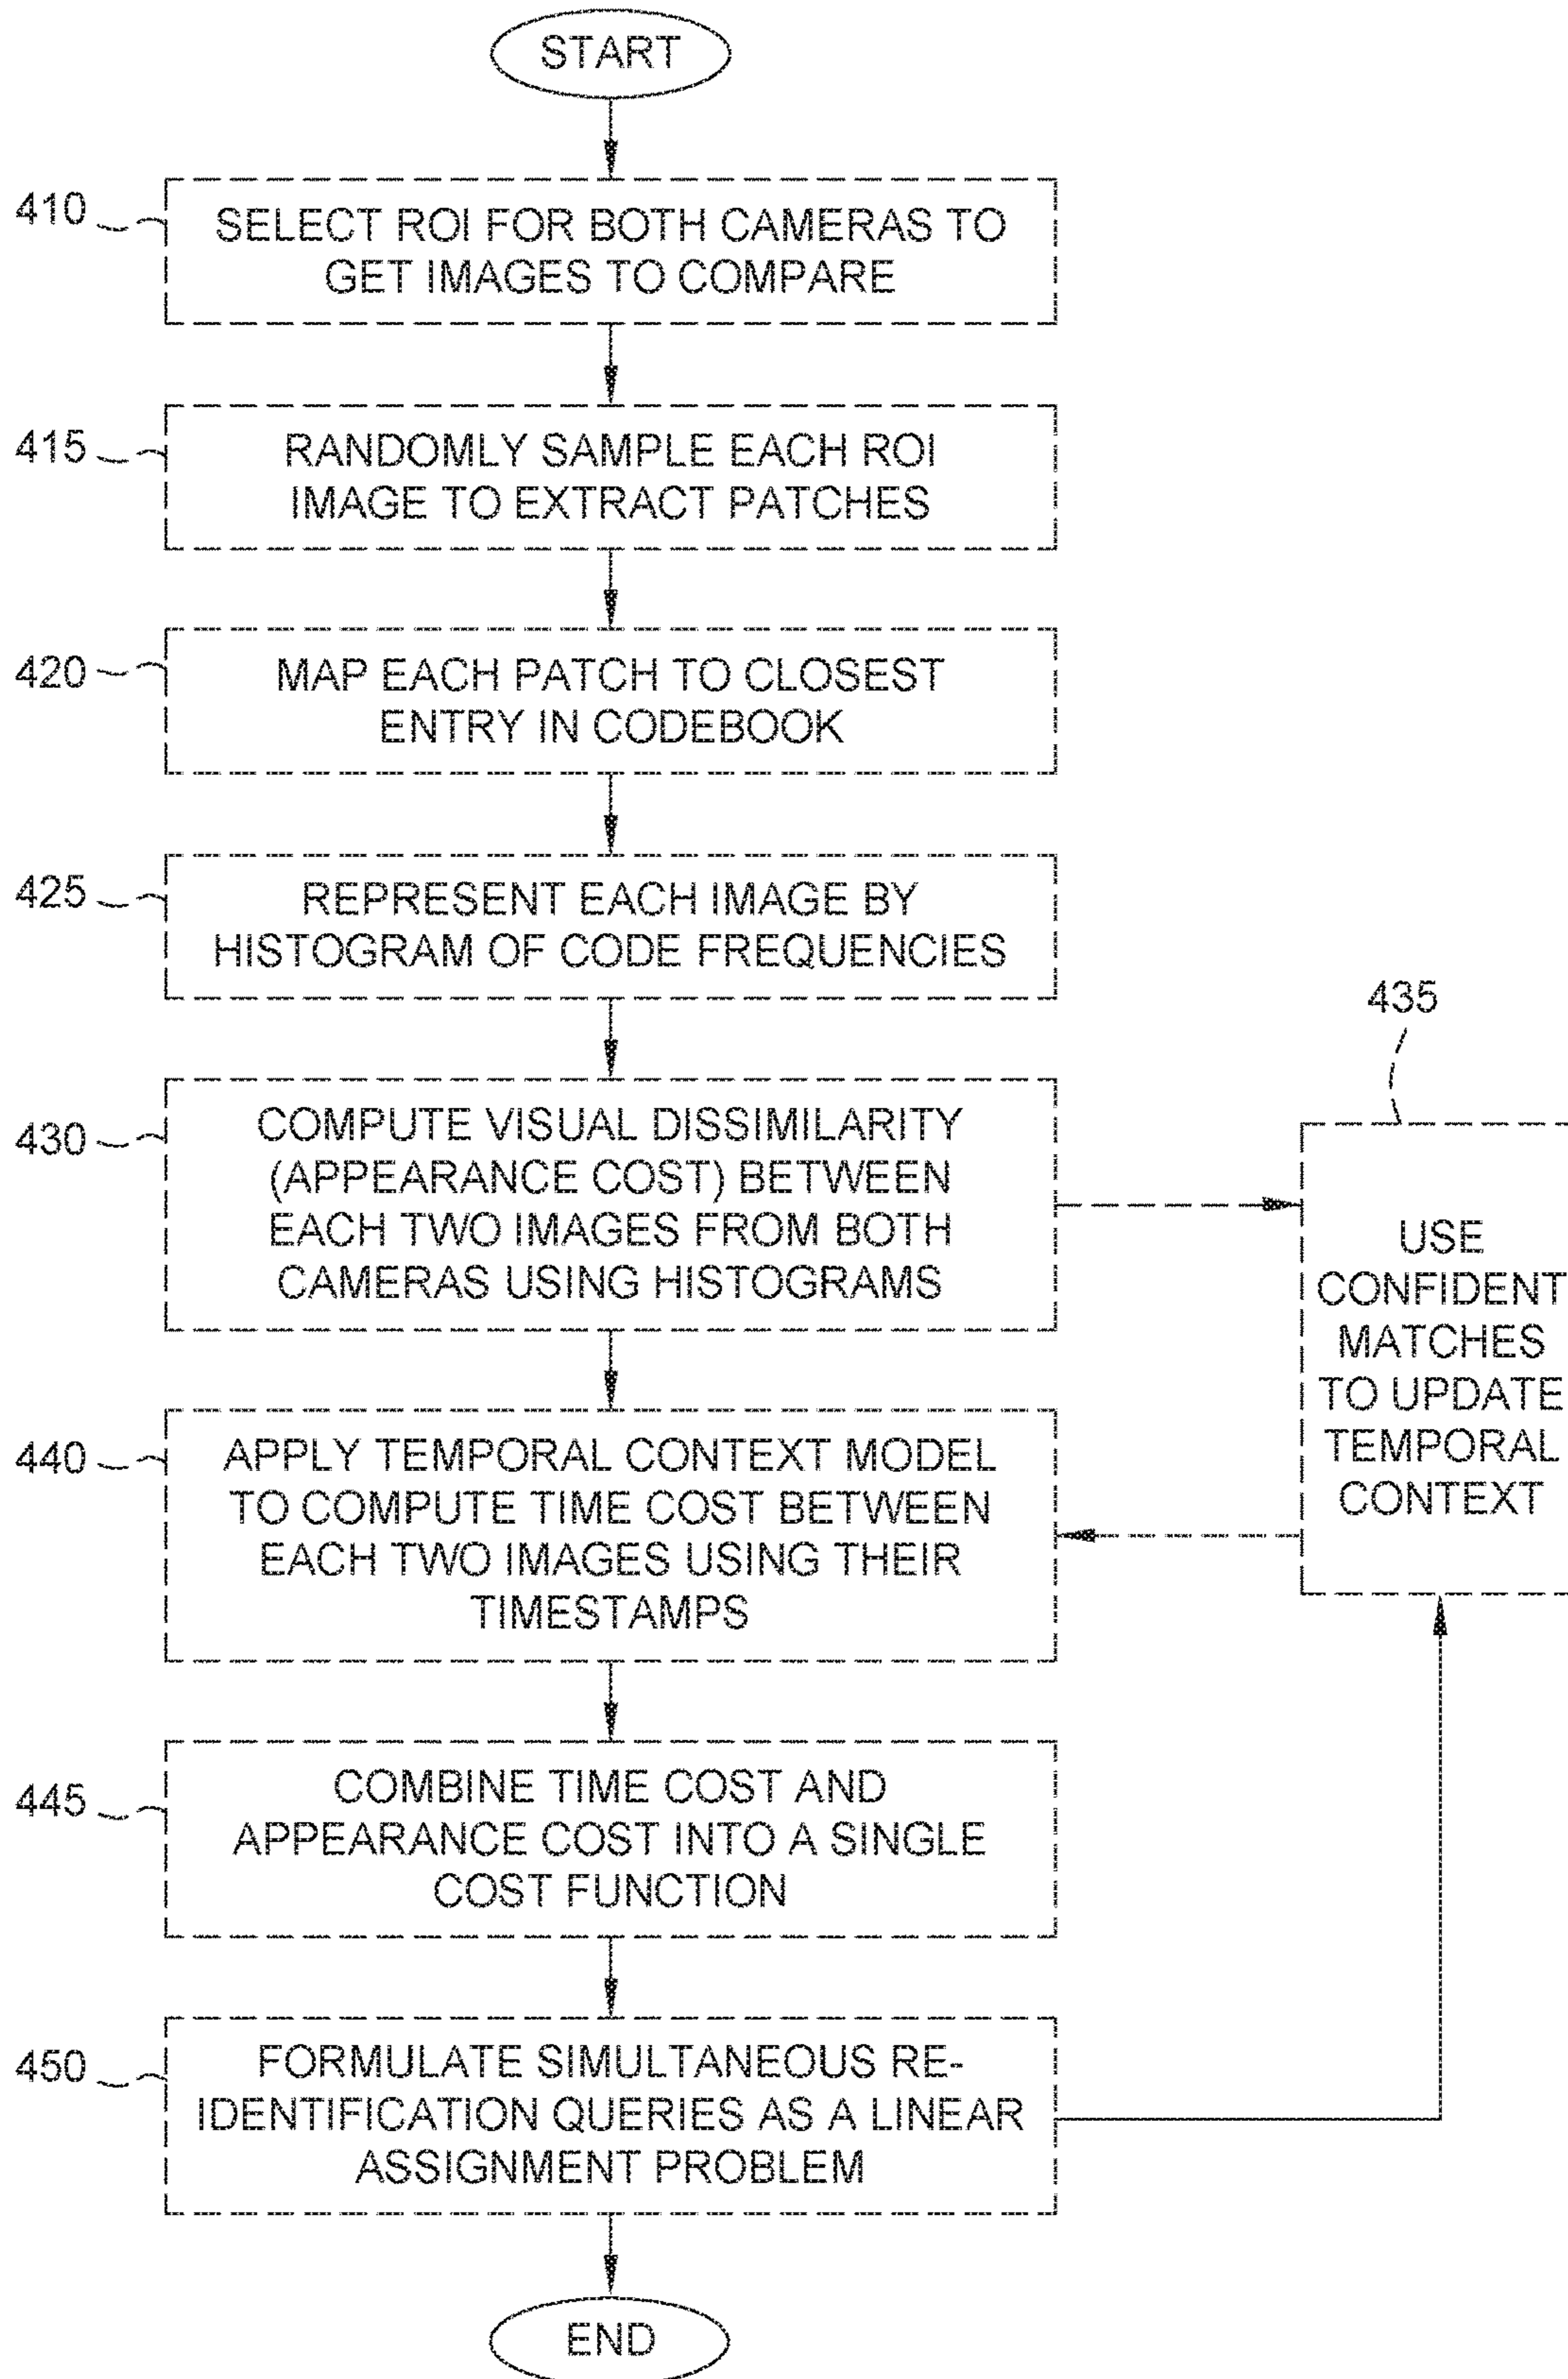 START
410
SELECT ROI FOR BOTH CAMERAS TO
GET IMAGES TO COMPARE
415
RANDOMLY SAMPLE EACH ROI
IMAGE TO EXTRACT PATCHES
420
MAP EACH PATCH TO CLOSEST
ENTRY IN CODEBOOK
425
REPRESENT EACH IMAGE BY
HISTOGRAM OF CODE FREQUENCIES
430
COMPUTE VISUAL DISSIMILARITY
(APPEARANCE COST) BETWEEN
EACH TWO IMAGES FROM BOTH
CAMERAS USING HISTOGRAMS
435
USE
CONFIDENT
MATCHES
TO UPDATE
TEMPORAL
CONTEXT
440
APPLY TEMPORAL CONTEXT MODEL
TO COMPUTE TIME COST BETWEEN
EACH TWO IMAGES USING THEIR
TIMESTAMPS
445
COMBINE TIME COST AND
APPEARANCE COST INTO A SINGLE
COST FUNCTION
450
FORMULATE SIMULTANEOUS RE-
IDENTIFICATION QUERIES AS A LINEAR
ASSIGNMENT PROBLEM
END